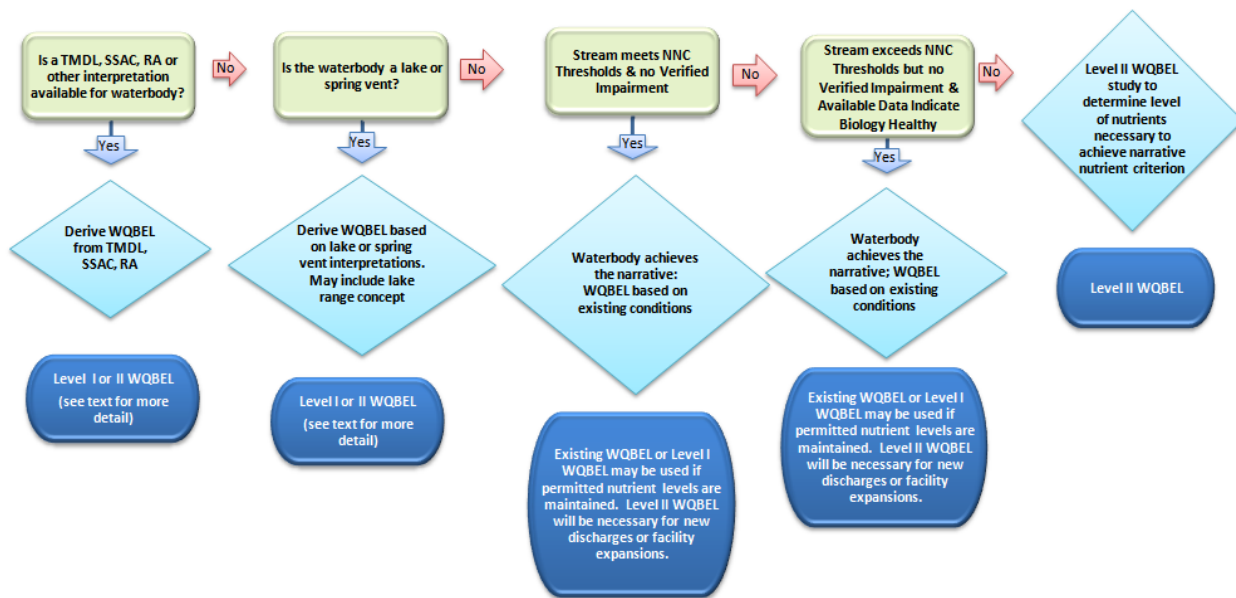 Is a TMDL, SSAC, RA or
other interpretation
available for waterbody?
No
Is the waterbody a lake or
spring vent?
No
Stream meets NNC
Thresholds & no Verified
Impairment
No
Stream exceeds NNC
Thresholds but no
Verified Impairment &
Available Data Indicate
Biology Healthy
No
Level II WQBEL
study to
determine level
of nutrients
necessary to
achieve narrative
nutrient criterion
Yes
Yes
Yes
Yes
Derive WQBEL
from TMDL,
SSAC, RA
Derive WQBEL based
on lake or spring
vent interpretations.
May include lake
range concept
Waterbody achieves
the narrative:
WQBEL based on
existing conditions
Waterbody
achieves the
narrative; WQBEL
based on existing
conditions
Level II WQBEL
Level I or II WQBEL
(see text for more
detail)
Level I or II WQBEL
(see text for more
detail)
Existing WQBEL or Level I
WQBEL may be used if
permitted nutrient levels are
maintained. Level II WQBEL
will be necessary for new
discharges or facility
expansions.
Existing WQBEL or Level I
WQBEL may be used if
permitted nutrient levels are
maintained. Level II WQBEL
will be necessary for new
discharges or facility
expansions.